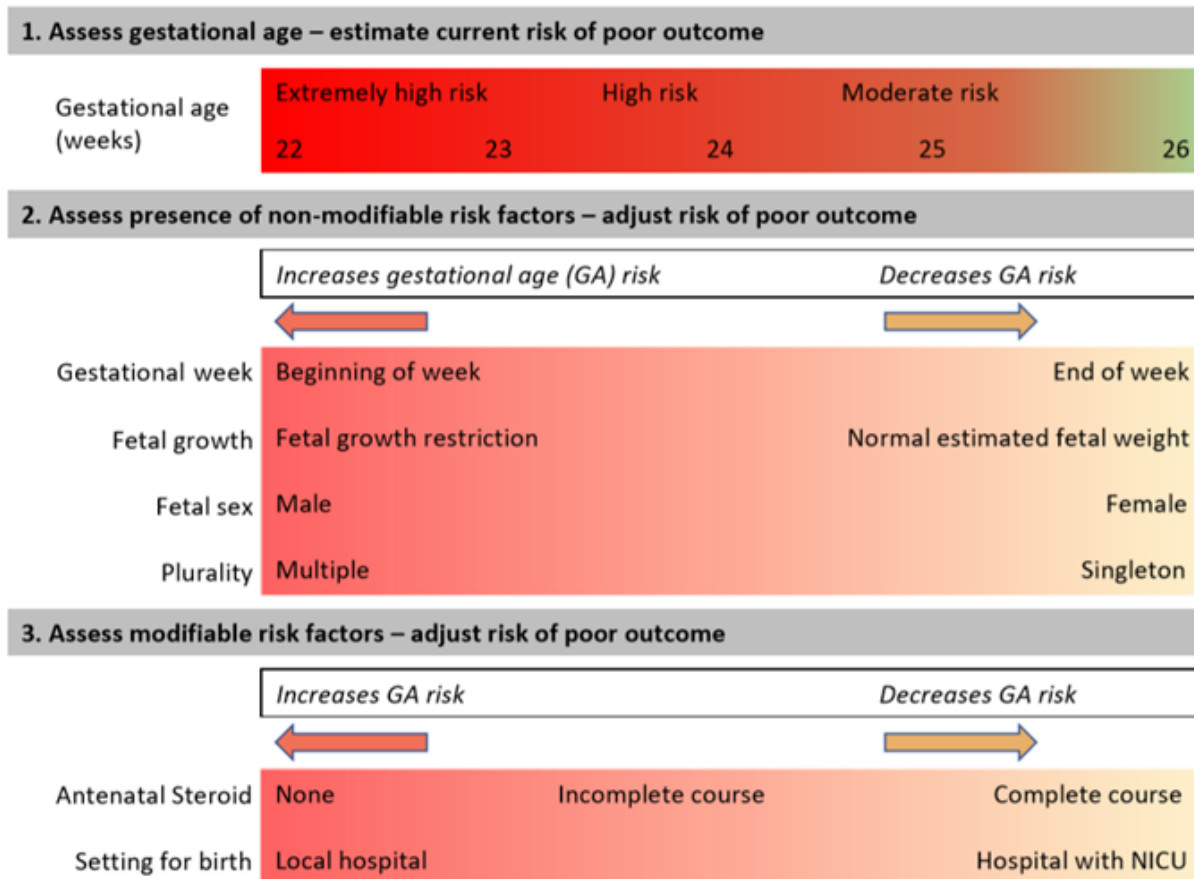 1. Assess gestational age – estimate current risk of poor outcome
Gestational age
(weeks)
Extremely high risk High risk Moderate risk
22 23 24 25 26
2. Assess presence of non-modifiable risk factors – adjust risk of poor outcome
Increases gestational age (GA) risk Decreases GA risk
Gestational week Beginning of week End of week
Fetal growth Fetal growth restriction Normal estimated fetal weight
Fetal sex Male Female
Plurality Multiple Singleton
3. Assess modifiable risk factors – adjust risk of poor outcome
Increases GA risk Decreases GA risk
Antenatal Steroid None Incomplete course Complete course
Setting for birth Local hospital Hospital with NICU